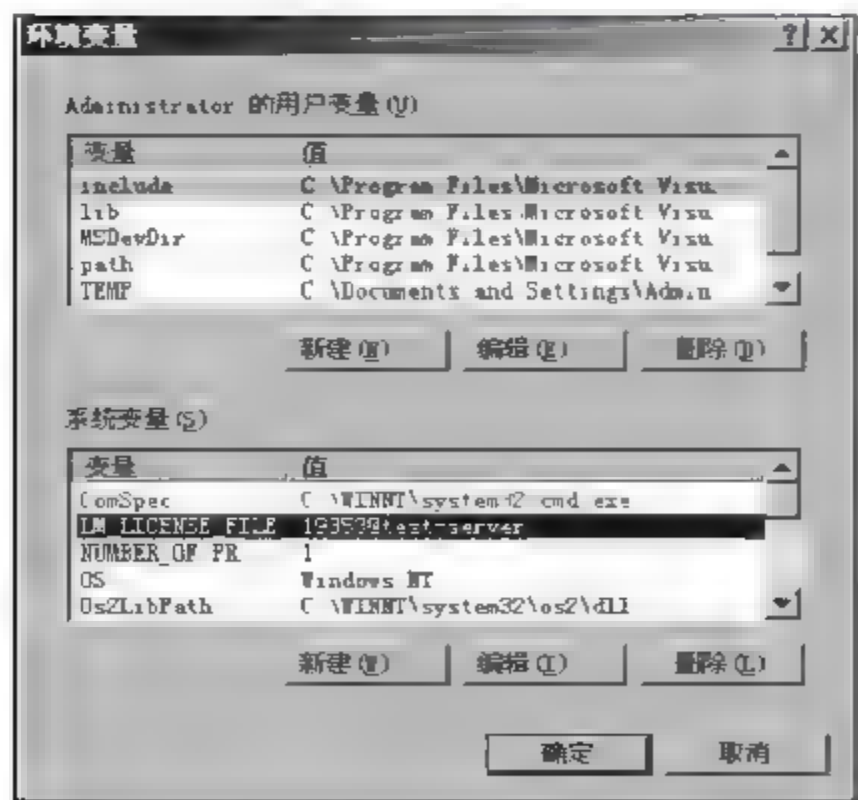 环境变量
Administrator 的用户变量(U)
变量 值
include C \Program Files\Microsoft Visu
lib C \Program Files Microsoft Visu
MSDevDir C \Program Files\Microsoft Visu
path C \Program Files\Microsoft Visu
TEMP C \Documents and Settings\Admin
新建(N) 编辑(E) 删除(D)
系统变量(S)
变量 值
ComSpec C \WINNT\system32 cmd exe
LM_LICENSE_FILE @test-server
NUMBER_OF_PR 1
OS Windows NT
Os2LibPath C \WINNT\system32\os2\dll
新建(W) 编辑(I) 删除(L)
确定 取消